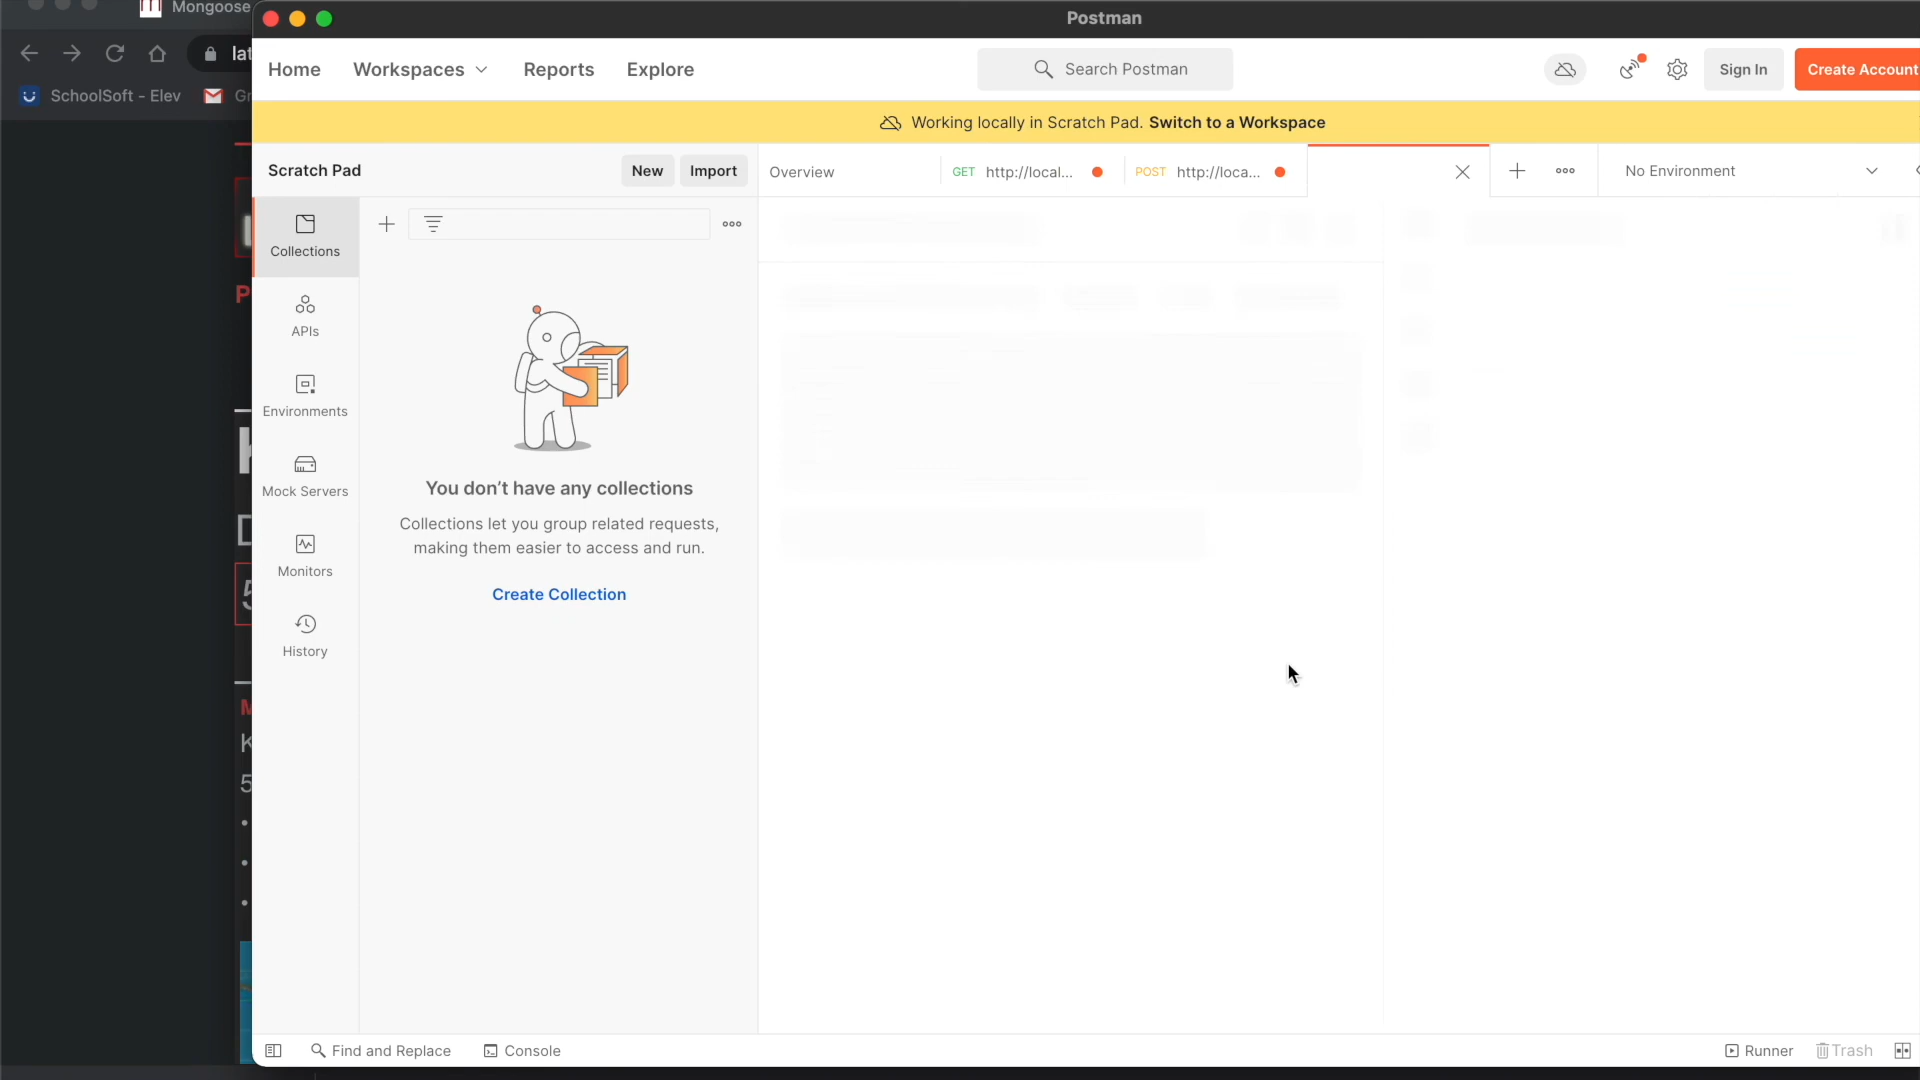 Mongoose
Postman
lat
SchoolSoft - Elev
Gr
Home
Workspaces
Reports
Explore
Search Postman
Sign In
Create Account
Working locally in Scratch Pad. Switch to a Workspace
Scratch Pad
New
Import
Overview
GET http://local...
POST http://loca...
No Environment
Collections
APIs
Environments
Mock Servers
Monitors
History
You don't have any collections
Collections let you group related requests,
making them easier to access and run.
Create Collection
Find and Replace
Console
Runner
Trash